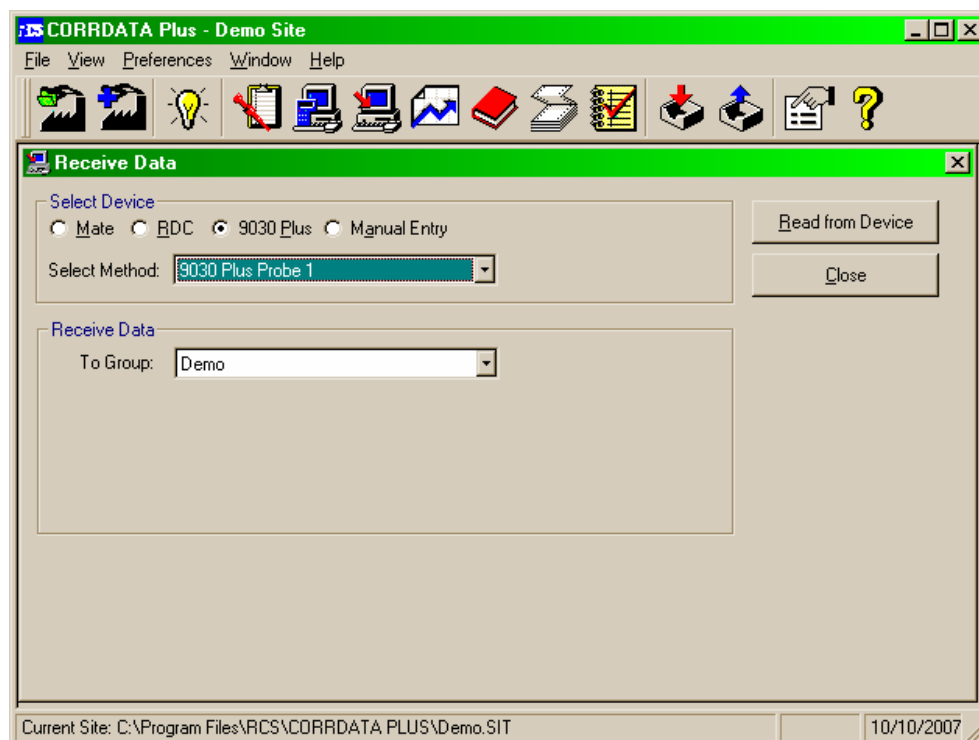 RCS CORRDATA Plus - Demo Site
File View Preferences Window Help
Receive Data
Select Device
Mate RDC 9030 Plus Manual Entry
Read from Device
Select Method: 9030 Plus Probe 1
Close
Receive Data
To Group: Demo
Current Site: C:\Program Files\RCS\CORRDATA PLUS\Demo.SIT 10/10/2007